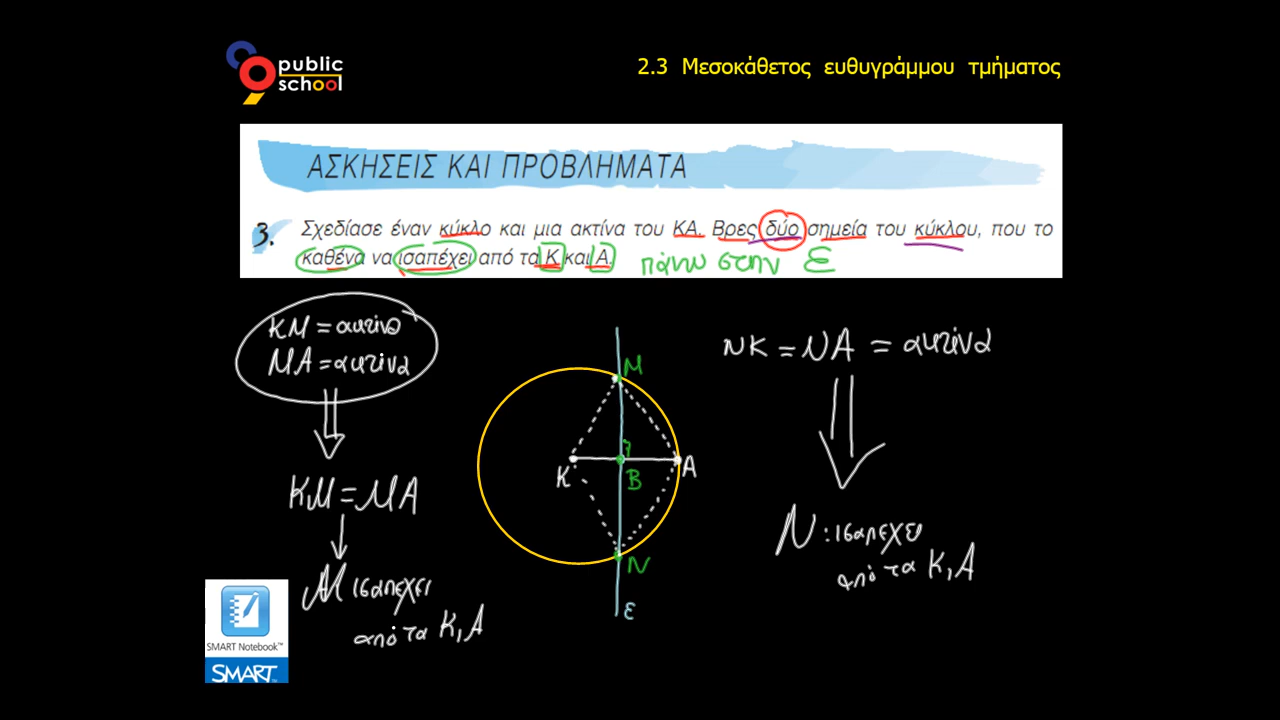 public
school
2.3 Μεσοκάθετος ευθυγράμμου τμήματος
ΑΣΚΗΣΕΙΣ ΚΑΙ ΠΡΟΒΛΗΜΑΤΑ
3. Σχεδίασε έναν κύκλο και μια ακτίνα του ΚΑ. Βρες δύο σημεία του κύκλου, που το
καθένα να ισαπέχει από τα Κ και Α. πάνω στην ε
ΚΜ = ακτίνα
ΜΑ = ακτίνα
ΚΜ = ΜΑ
Μ ισαπέχει
από τα Κ, Α
Μ
Κ
Β
Α
Ν
ε
ΝΚ = ΝΑ = ακτίνα
Ν : ισαπέχει
από τα Κ, Α
SMART Notebook™
SMART